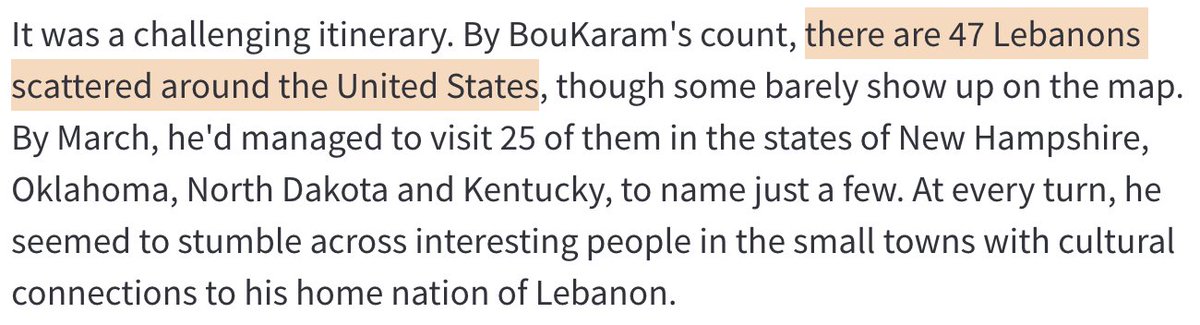 It was a challenging itinerary. By BouKaram's count, there are 47 Lebanons
scattered around the United States, though some barely show up on the map.
By March, he'd managed to visit 25 of them in the states of New Hampshire,
Oklahoma, North Dakota and Kentucky, to name just a few. At every turn, he
seemed to stumble across interesting people in the small towns with cultural
connections to his home nation of Lebanon.